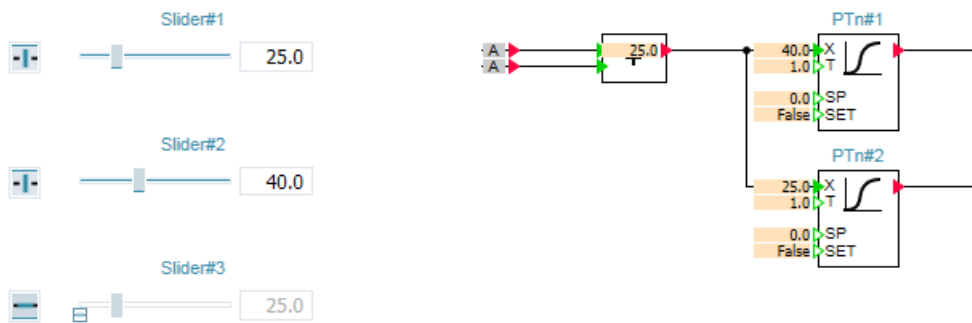 Slider#1
25.0
Slider#2
40.0
Slider#3
25.0
A
A
25.0
+
PTn#1
40.0 X
1.0 T
0.0 SP
False SET
PTn#2
25.0 X
1.0 T
0.0 SP
False SET